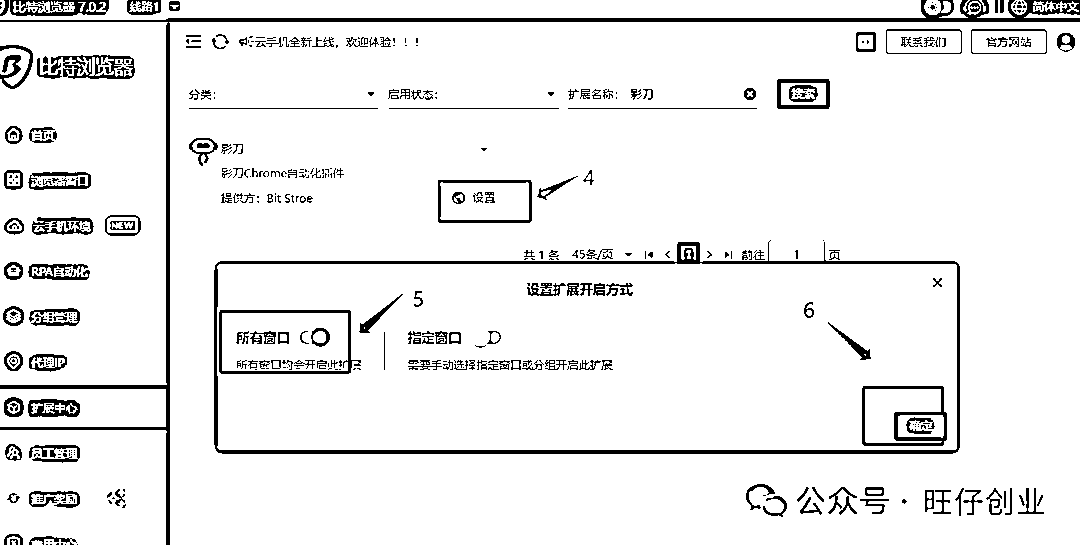 比特浏览器 7.0.2 线路1
简体中文
比特浏览器
云手机全新上线，欢迎体验！！！
联系我们
官方网站
分类：
启用状态：
扩展名称： 影刀
搜索
首页
浏览器窗口
云手机环境 NEW
RPA自动化
分组管理
代理IP
扩展中心
员工管理
推广奖励
影刀
影刀Chrome自动化插件
提供方：Bit Stroe
设置
4
共 1 条 45条/页 前往 1 页
设置扩展开启方式
5
所有窗口
所有窗口均会开启此扩展
指定窗口
需要手动选择指定窗口或分组开启此扩展
6
确定
公众号 · 旺仔创业